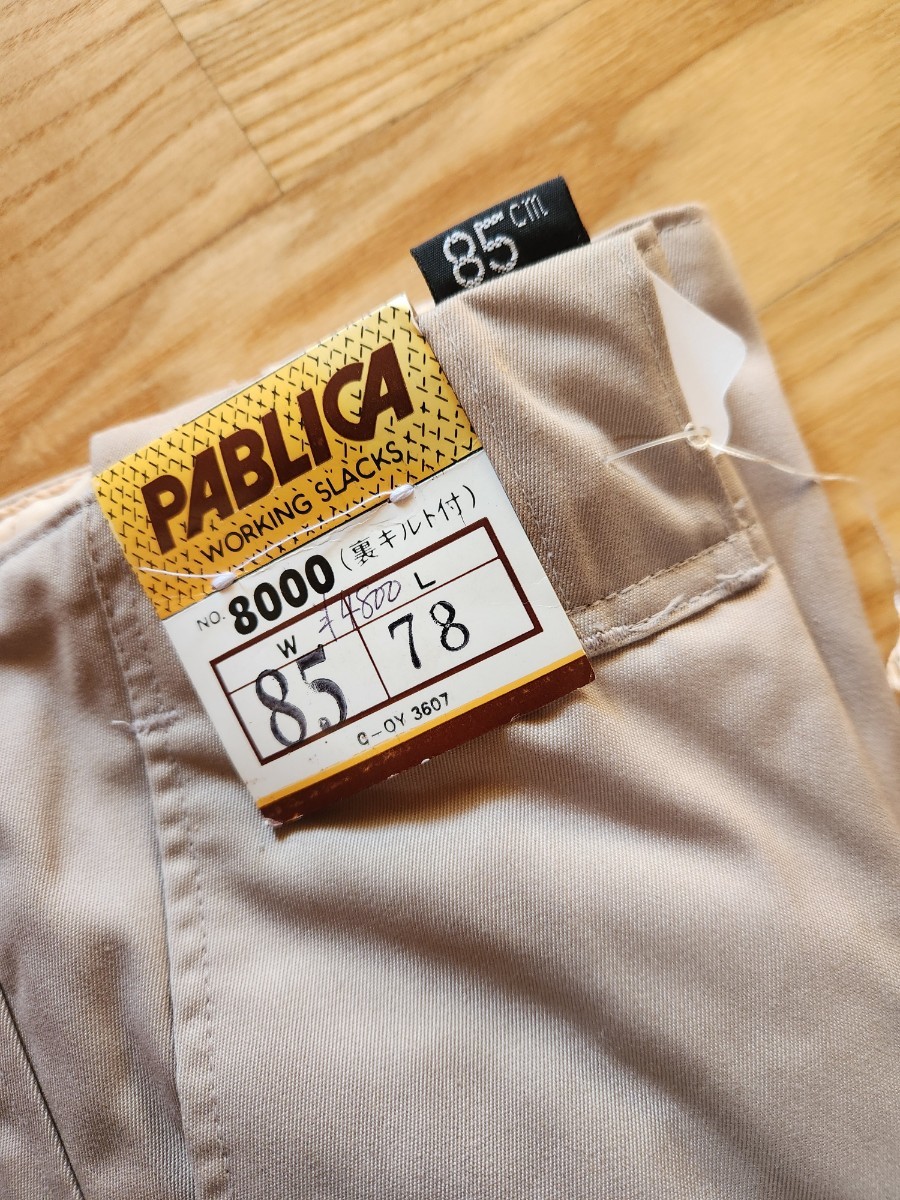 85cm
PABLICA
WORKING SLACKS
NO. 8000 (裏キルト付)
¥4800
W L
85 78
C-OY 3607